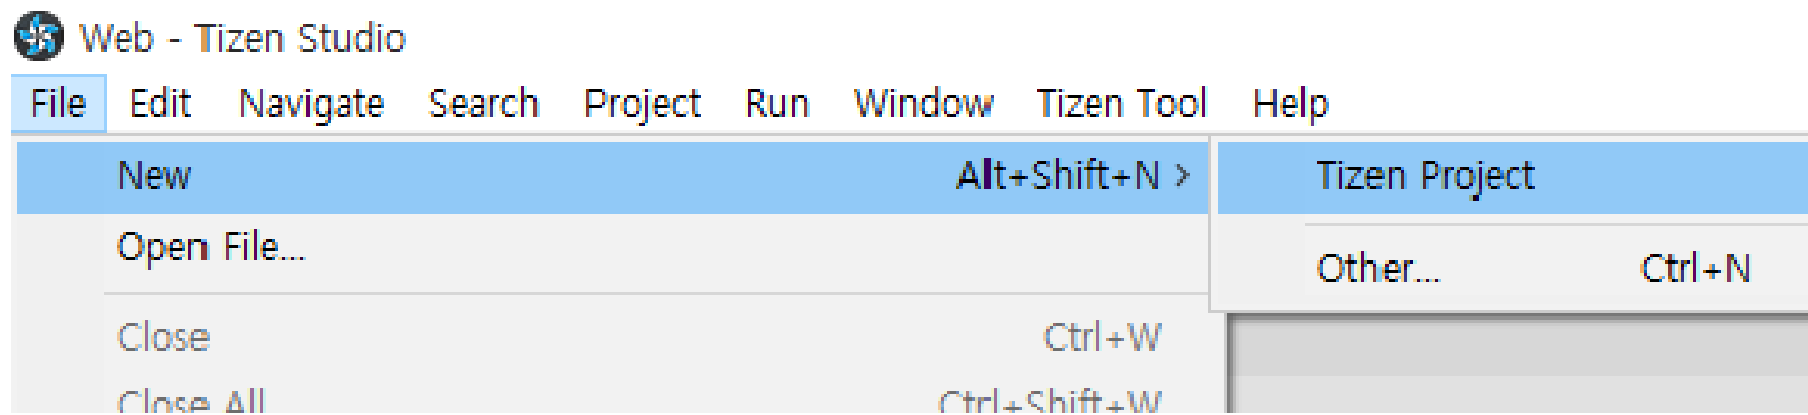 Web - Tizen Studio
File Edit Navigate Search Project Run Window Tizen Tool Help
New Alt+Shift+N > Tizen Project
Open File...
Other... Ctrl+N
Close Ctrl+W
Close All Ctrl+Shift+W